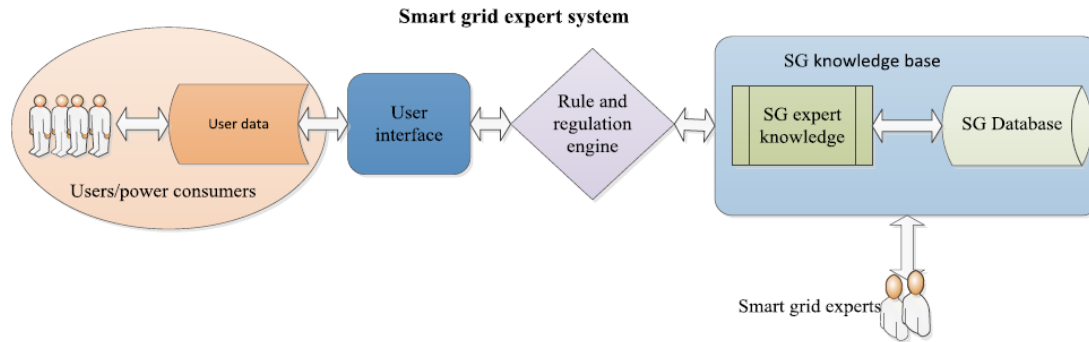 Smart grid expert system
User data
Users/power consumers
User
interface
Rule and
regulation
engine
SG knowledge base
SG expert
knowledge
SG Database
Smart grid experts